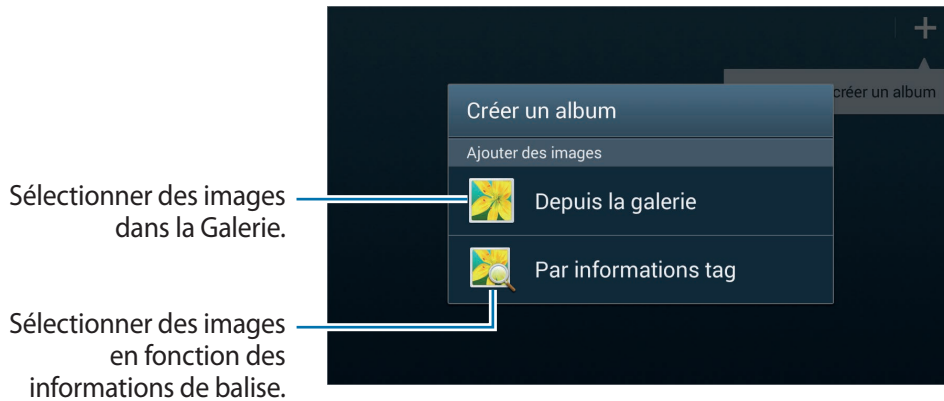 créer un album
Créer un album
Ajouter des images
Sélectionner des images
dans la Galerie.
Depuis la galerie
Par informations tag
Sélectionner des images
en fonction des
informations de balise.